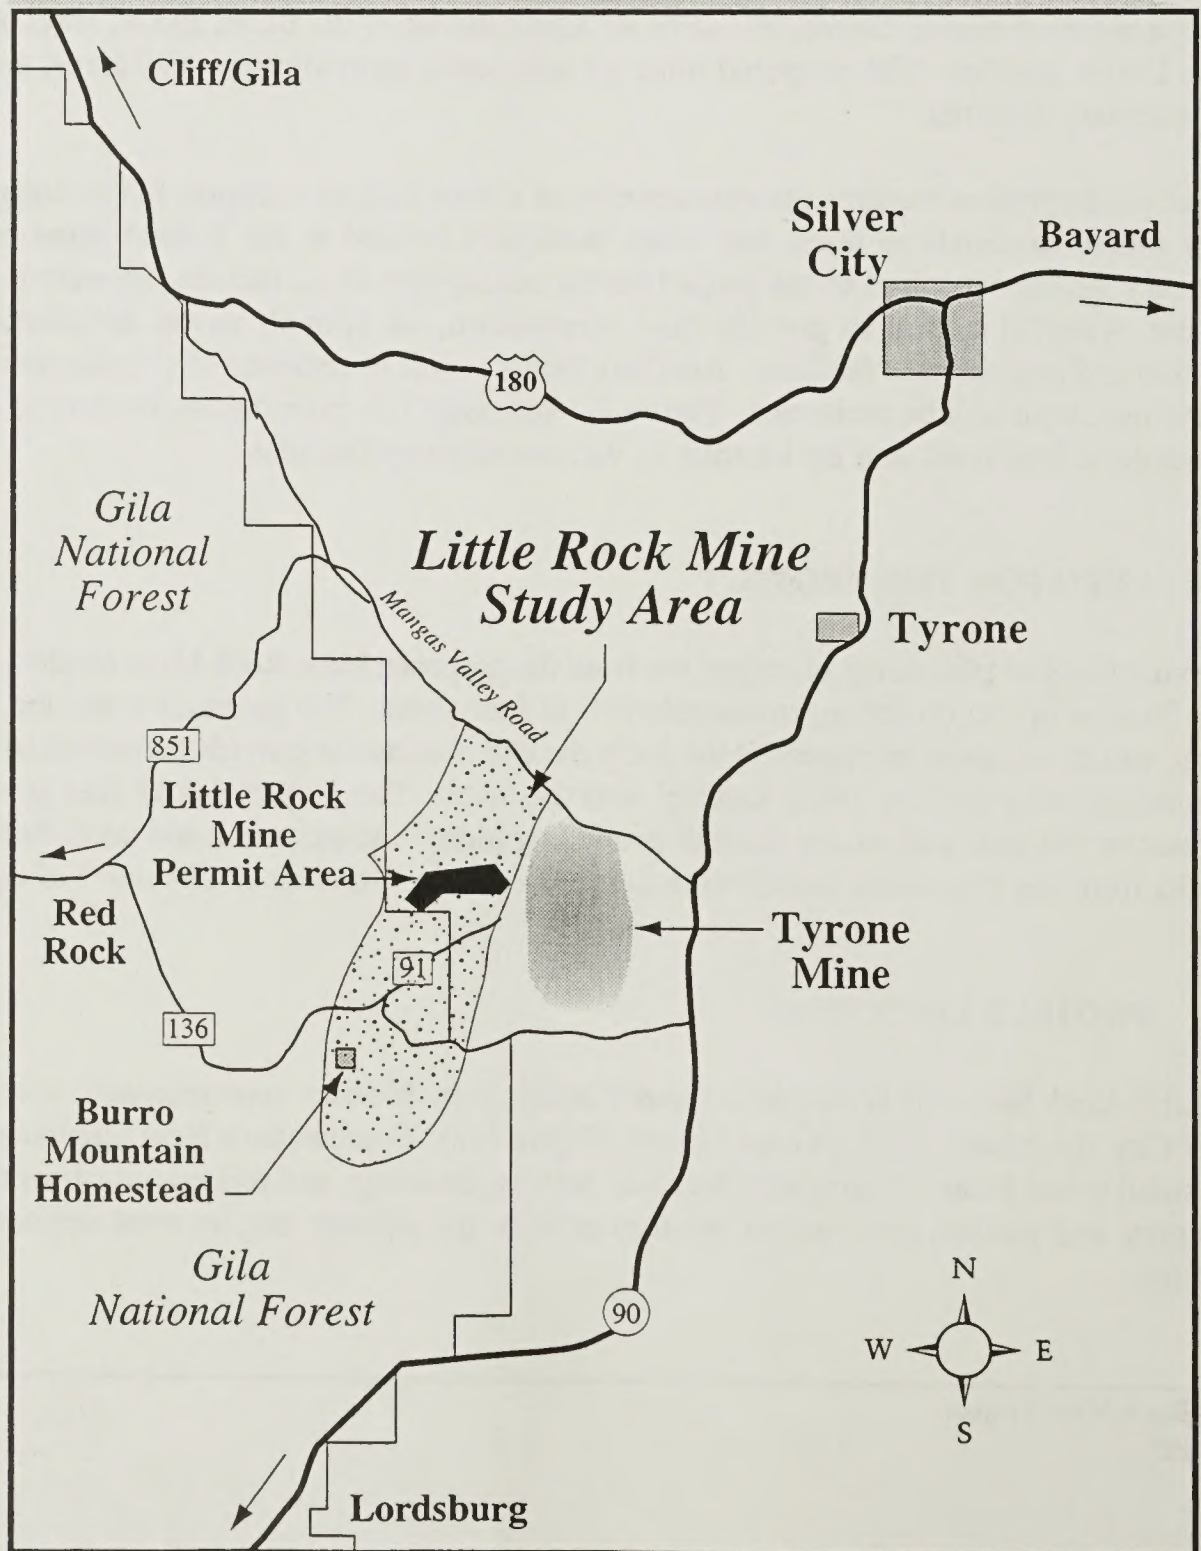 Cliff/Gila
Silver
City
Bayard
180
Gila
National
Forest
Little Rock Mine
Study Area
Mangas Valley Road
Tyrone
851
Little Rock
Mine
Permit Area
Red
Rock
91
Tyrone
Mine
136
Burro
Mountain
Homestead
Gila
National Forest
90
N
W
E
S
Lordsburg